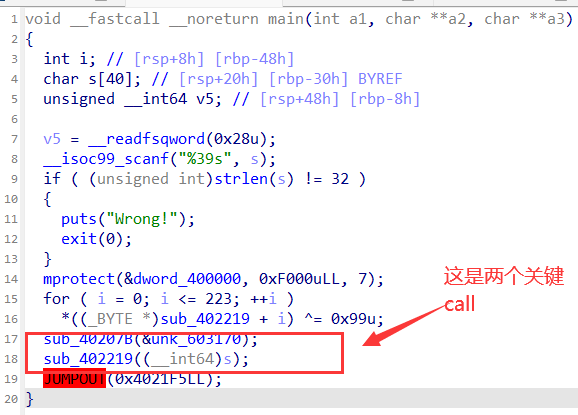 1 void __fastcall __noreturn main(int a1, char **a2, char **a3)
2 {
3 int i; // [rsp+8h] [rbp-48h]
4 char s[40]; // [rsp+20h] [rbp-30h] BYREF
5 unsigned __int64 v5; // [rsp+48h] [rbp-8h]
6
7 v5 = __readfsqword(0x28u);
8 __isoc99_scanf("%39s", s);
9 if ( (unsigned int)strlen(s) != 32 )
10 {
11 puts("Wrong!");
12 exit(0);
13 }
14 mprotect(&dword_400000, 0xF000uLL, 7);
15 for ( i = 0; i <= 223; ++i )
16 *((_BYTE *)sub_402219 + i) ^= 0x99u;
17 sub_40207B(&unk_603170);
18 sub_402219((__int64)s);
19 JUMPOUT(0x4021F5LL);
20 }
这是两个关键
call